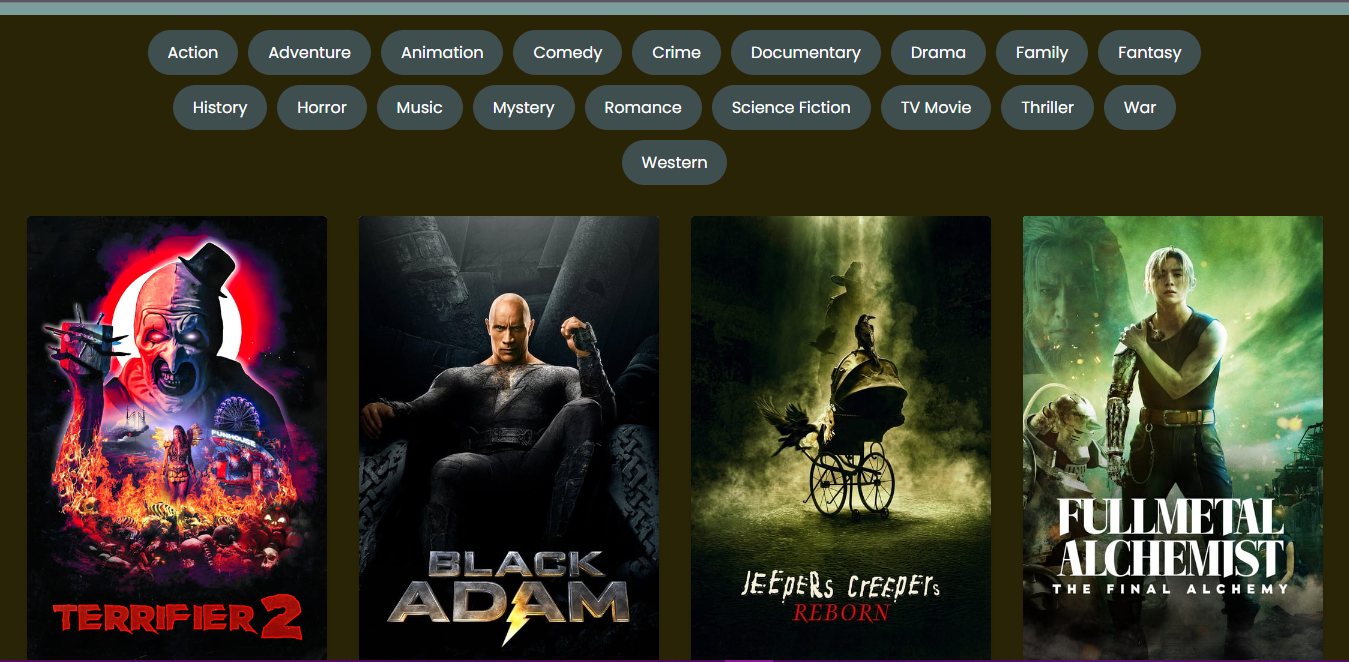 Action Adventure Animation Comedy Crime Documentary Drama Family Fantasy
History Horror Music Mystery Romance Science Fiction TV Movie Thriller War
Western
FUNHOUSE
TERRIFIER 2
BLACK
ADAM
JEEPERS CREEPERS
REBORN
FULLMETAL
ALCHEMIST
THE FINAL ALCHEMY